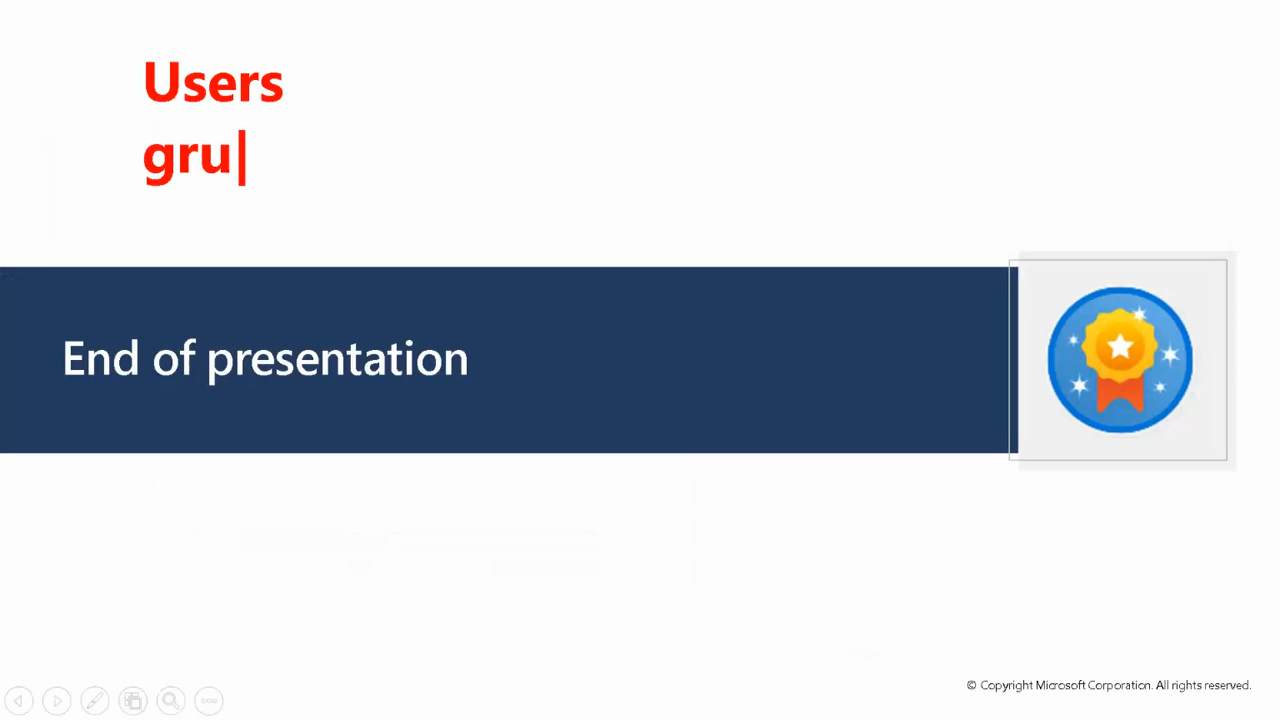 Users
gru
End of presentation
© Copyright Microsoft Corporation. All rights reserved.